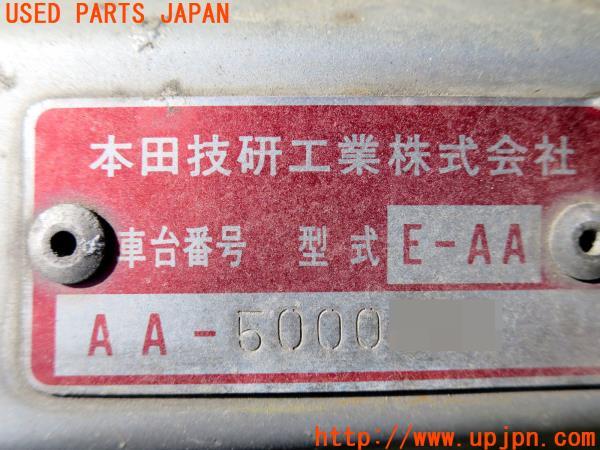 USED PARTS JAPAN
本田技研工業株式会社
車台番号 型式 E-AA
AA-5000
http://www.upjpn.com/